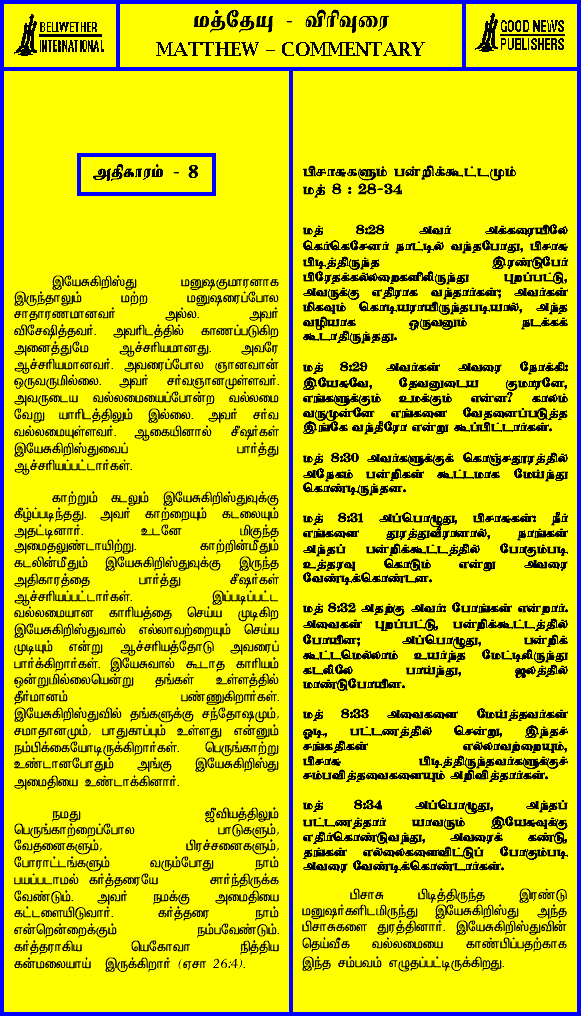 BELIWETHER
INTERNATIONAL
மத்தேயு - விரிவுரை
MATTHEW – COMMENTARY
GOOD NEWS
PUBLISHERS
அதிகாரம் - 8
இயேசுகிறிஸ்து மனுஷகுமாரனாக
இருந்தாலும் மற்ற மனுஷரைப்போல
சாதாரணமானவர் அல்ல. அவர்
விசேஷித்தவர். அவரிடத்தில் காணப்படுகிற
அனைத்துமே ஆச்சரியமானது. அவரே
ஆச்சரியமானவர். அவரைப்போல ஞானவான்
ஒருவருமில்லை. அவர் சர்வஞானமுள்ளவர்.
அவருடைய வல்லமையைப்போன்ற வல்லமை
வேறு யாரிடத்திலும் இல்லை. அவர் சர்வ
வல்லமையுள்ளவர். ஆகையினால் சீஷர்கள்
இயேசுகிறிஸ்துவைப் பார்த்து
ஆச்சரியப்பட்டார்கள்.
காற்றும் கடலும் இயேசுகிறிஸ்துவுக்கு
கீழ்ப்படிந்தது. அவர் காற்றையும் கடலையும்
அதட்டினார். உடனே மிகுந்த
அமைதலுண்டாயிற்று. காற்றின்மீதும்
கடலின்மீதும் இயேசுகிறிஸ்துவுக்கு இருந்த
அதிகாரத்தை பார்த்து சீஷர்கள்
ஆச்சரியப்பட்டார்கள். இப்படிப்பட்ட
வல்லமையான காரியத்தை செய்ய முடிகிற
இயேசுகிறிஸ்துவால் எல்லாவற்றையும் செய்ய
முடியும் என்று ஆச்சரியத்தோடு அவரைப்
பார்க்கிறார்கள். இயேசுவால் கூடாத காரியம்
ஒன்றுமில்லையென்று தங்கள் உள்ளத்தில்
தீர்மானம் பண்ணுகிறார்கள்.
இயேசுகிறிஸ்துவில் தங்களுக்கு சந்தோஷமும்,
சமாதானமும், பாதுகாப்பும் உள்ளது என்னும்
நம்பிக்கையோடிருக்கிறார்கள். பெருங்காற்று
உண்டானபோதும் அங்கு இயேசுகிறிஸ்து
அமைதியை உண்டாக்கினார்.
நமது ஜீவியத்திலும்
பெருங்காற்றைப்போல பாடுகளும்,
வேதனைகளும், பிரச்சனைகளும்,
போராட்டங்களும் வரும்போது நாம்
பயப்படாமல் கர்த்தரையே சார்ந்திருக்க
வேண்டும். அவர் நமக்கு அமைதியை
கட்டளையிடுவார். கர்த்தரை நாம்
என்றென்றைக்கும் நம்பவேண்டும்.
கர்த்தராகிய யெகோவா நித்திய
கன்மலையாய் இருக்கிறார் (ஏசா 26:4).
பிசாசுகளும் பன்றிக்கூட்டமும்
மத் 8 : 28-34
மத் 8:28 அவர் அக்கரையிலே
கெர்கெசேனர் நாட்டில் வந்தபோது, பிசாசு
பிடித்திருந்த இரண்டுபேர்
பிரேதக்கல்லறைகளிலிருந்து புறப்பட்டு,
அவருக்கு எதிராக வந்தார்கள்; அவர்கள்
மிகவும் கொடியராயிருந்தபடியால், அந்த
வழியாக ஒருவனும் நடக்கக்
கூடாதிருந்தது.
மத் 8:29 அவர்கள் அவரை நோக்கி:
இயேசுவே, தேவனுடைய குமாரனே,
எங்களுக்கும் உமக்கும் என்ன? காலம்
வருமுன்னே எங்களை வேதனைப்படுத்த
இங்கே வந்தீரோ என்று கூப்பிட்டார்கள்.
மத் 8:30 அவர்களுக்குக் கொஞ்சதூரத்தில்
அநேகம் பன்றிகள் கூட்டமாக மேய்ந்து
கொண்டிருந்தன.
மத் 8:31 அப்பொழுது, பிசாசுகள்: நீர்
எங்களை துரத்துவீரானால், நாங்கள்
அந்தப் பன்றிக்கூட்டத்தில் போகும்படி
உத்தரவு கொடும் என்று அவரை
வேண்டிக்கொண்டன.
மத் 8:32 அதற்கு அவர்: போங்கள் என்றார்.
அவைகள் புறப்பட்டு, பன்றிக்கூட்டத்தில்
போயின; அப்பொழுது, பன்றிக்
கூட்டமெல்லாம் உயர்ந்த மேட்டிலிருந்து
கடலிலே பாய்ந்து, ஜலத்தில்
மாண்டுபோயின.
மத் 8:33 அவைகளை மேய்த்தவர்கள்
ஓடி, பட்டணத்தில் சென்று, இந்தச்
சங்கதிகள் எல்லாவற்றையும்,
பிசாசு பிடித்திருந்தவர்களுக்குச்
சம்பவித்தவைகளையும் அறிவித்தார்கள்.
மத் 8:34 அப்பொழுது, அந்தப்
பட்டணத்தார் யாவரும் இயேசுவுக்கு
எதிர்கொண்டுவந்து, அவரைக் கண்டு,
தங்கள் எல்லைகளைவிட்டுப் போகும்படி
அவரை வேண்டிக்கொண்டார்கள்.
பிசாசு பிடித்திருந்த இரண்டு
மனுஷர்களிடமிருந்து இயேசுகிறிஸ்து அந்த
பிசாசுகளை துரத்தினார். இயேசுகிறிஸ்துவின்
தெய்வீக வல்லமையை காண்பிப்பதற்காக
இந்த சம்பவம் எழுதப்பட்டிருக்கிறது.